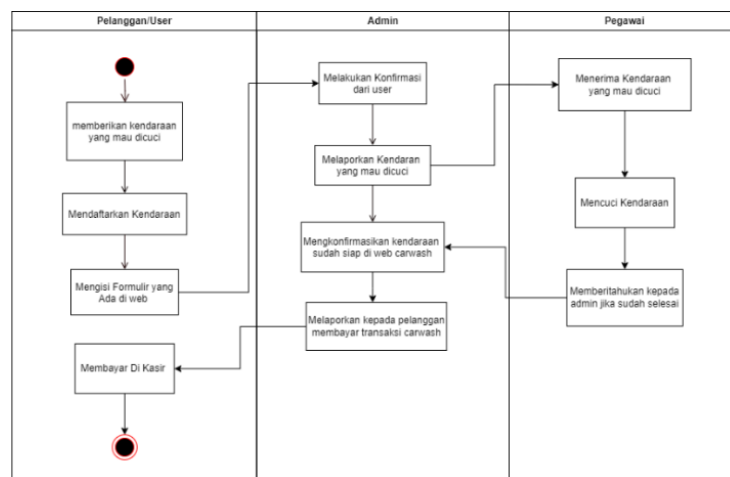 Pelanggan/User
Admin
Pegawai
memberikan kendaraan
yang mau dicuci
Mendaftarkan Kendaraan
Mengisi Formulir yang
Ada di web
Membayar Di Kasir
Melakukan Konfirmasi
dari user
Melaporkan Kendaran
yang mau dicuci
Mengkonfirmasikan kendaraan
sudah siap di web carwash
Melaporkan kepada pelanggan
membayar transaksi carwash
Menerima Kendaraan
yang mau dicuci
Mencuci Kendaraan
Memberitahukan kepada
admin jika sudah selesai